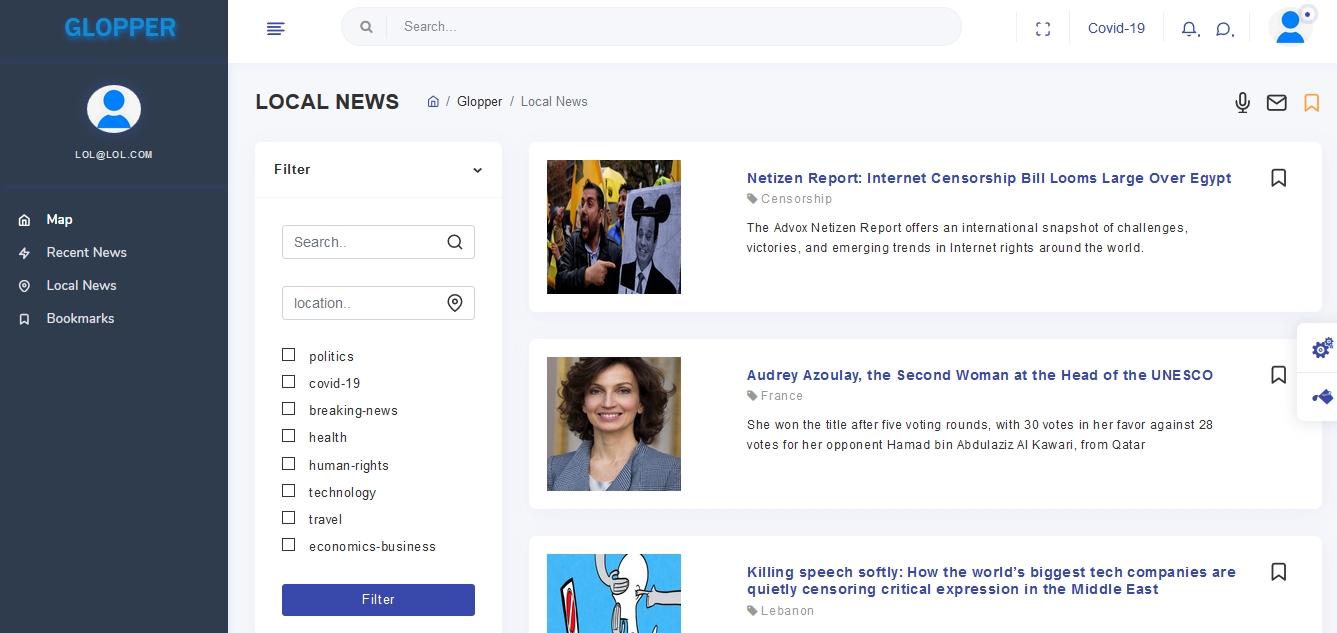 GLOPPER
LOL@LOL.COM
Map
Recent News
Local News
Bookmarks
Search...
Covid-19
LOCAL NEWS
/ Glopper / Local News
Filter
Search..
location..
politics
covid-19
breaking-news
health
human-rights
technology
travel
economics-business
Filter
Netizen Report: Internet Censorship Bill Looms Large Over Egypt
Censorship
The Advox Netizen Report offers an international snapshot of challenges,
victories, and emerging trends in Internet rights around the world.
Audrey Azoulay, the Second Woman at the Head of the UNESCO
France
She won the title after five voting rounds, with 30 votes in her favor against 28
votes for her opponent Hamad bin Abdulaziz Al Kawari, from Qatar
Killing speech softly: How the world’s biggest tech companies are
quietly censoring critical expression in the Middle East
Lebanon